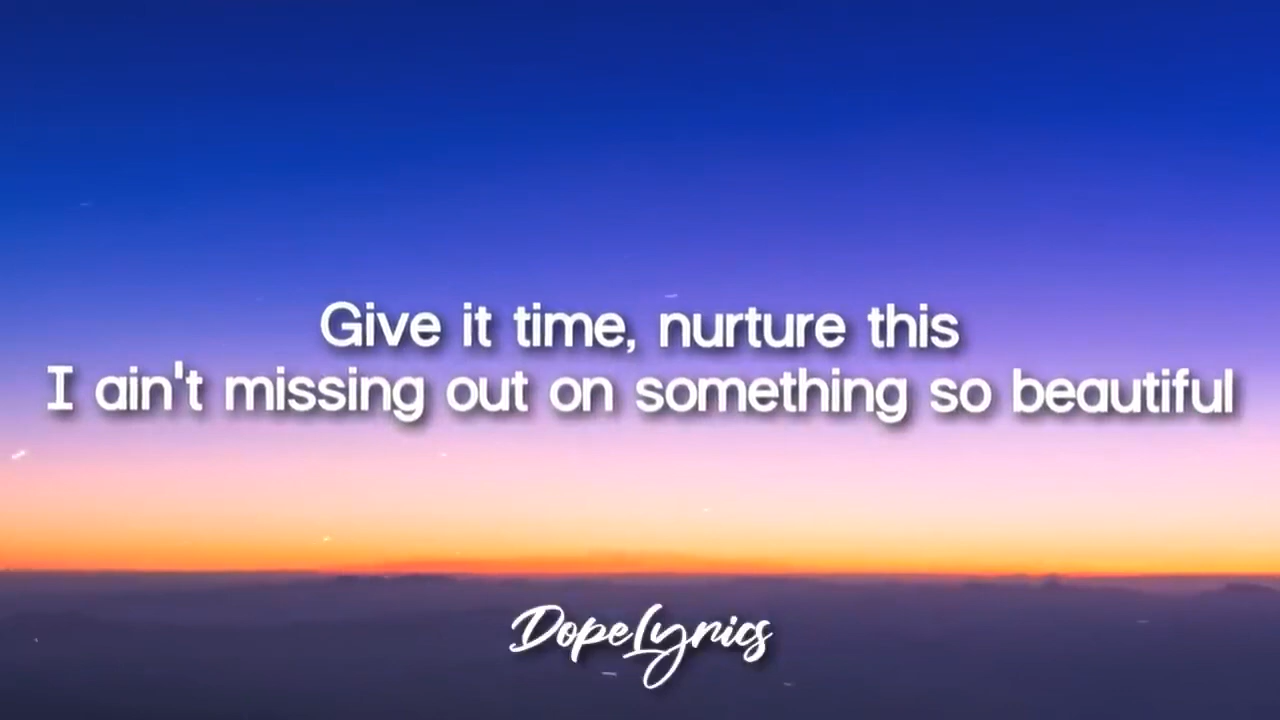 Give it time, nurture this
I ain't missing out on something so beautiful
DopeLyrics